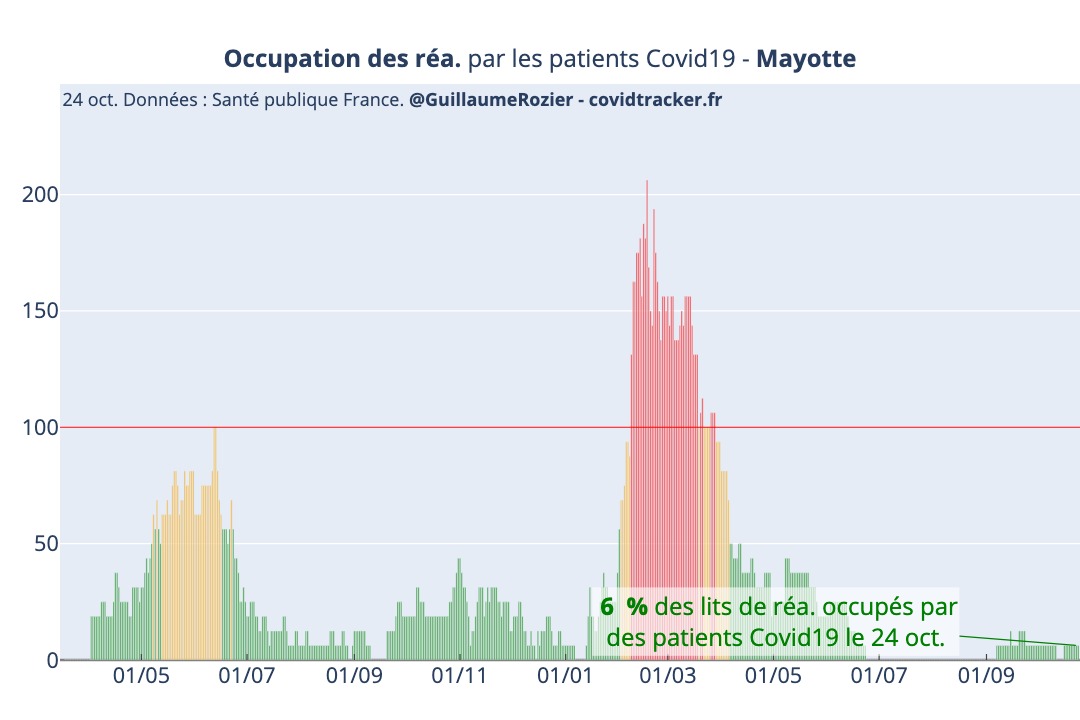 Occupation des réa. par les patients Covid19 - Mayotte
24 oct. Données : Santé publique France. @GuillaumeRozier - covidtracker.fr
200
150
100
50
0
6 % des lits de réa. occupés par
des patients Covid19 le 24 oct.
01/05 01/07 01/09 01/11 01/01 01/03 01/05 01/07 01/09